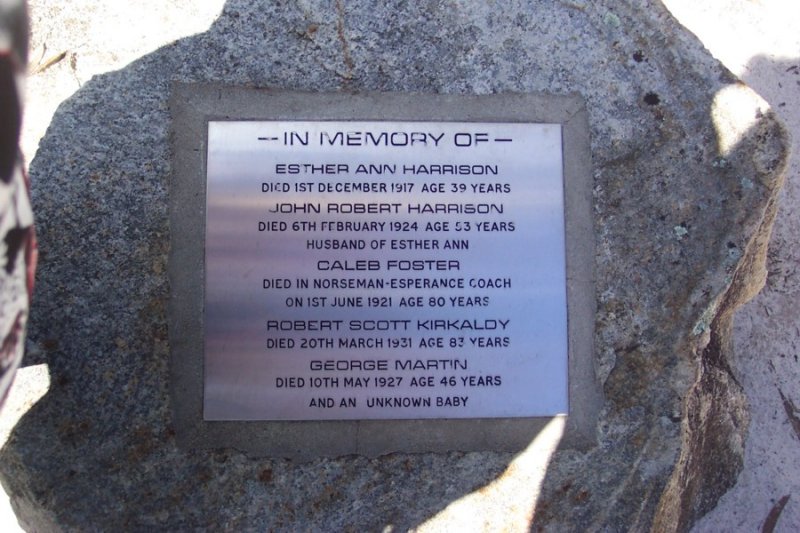 —IN MEMORY OF—
ESTHER ANN HARRISON
DIED 1ST DECEMBER 1917 AGE 39 YEARS
JOHN ROBERT HARRISON
DIED 6TH FEBRUARY 1924 AGE 53 YEARS
HUSBAND OF ESTHER ANN
CALEB FOSTER
DIED IN NORSEMAN-ESPERANCE COACH
ON 1ST JUNE 1921 AGE 80 YEARS
ROBERT SCOTT KIRKALDY
DIED 20TH MARCH 1931 AGE 83 YEARS
GEORGE MARTIN
DIED 10TH MAY 1927 AGE 46 YEARS
AND AN UNKNOWN BABY